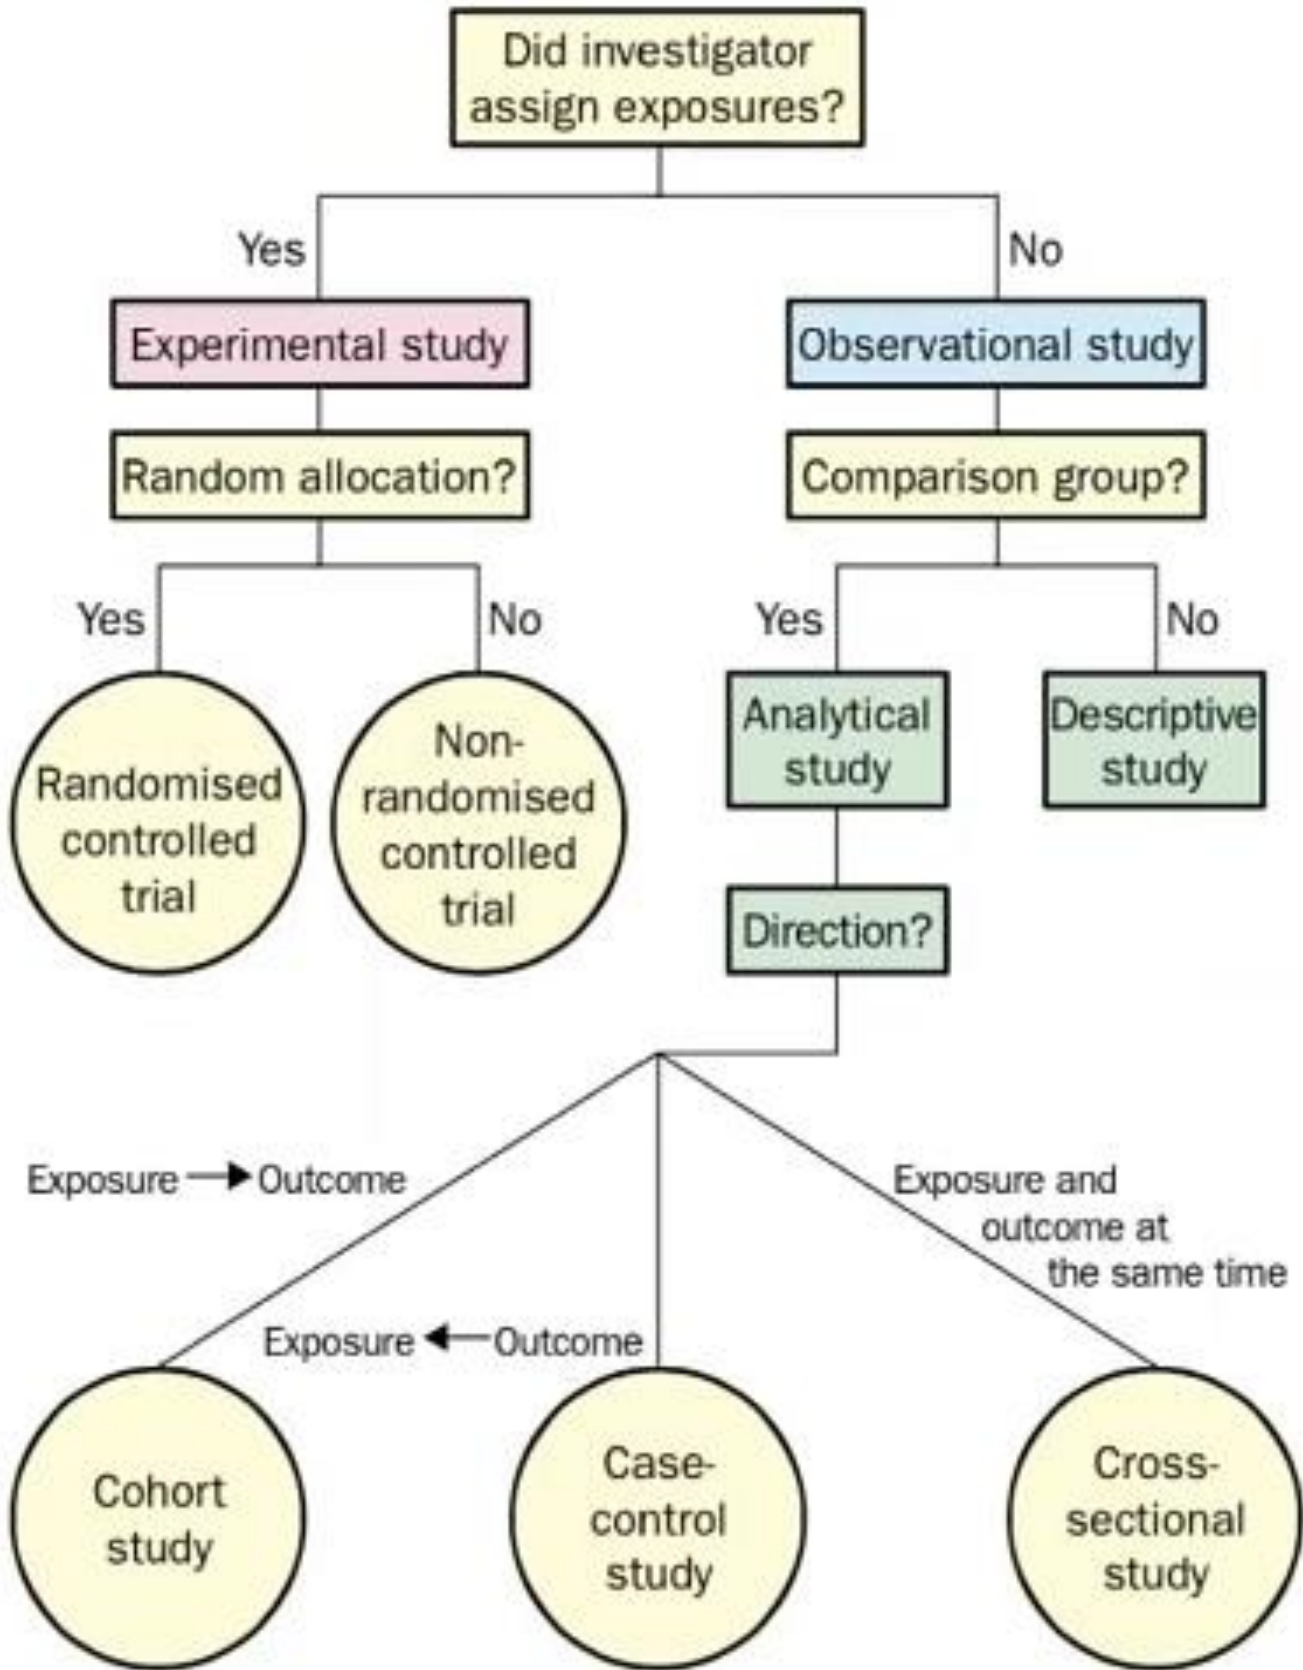 Did investigator
assign exposures?
Yes
No
Experimental study
Observational study
Random allocation?
Comparison group?
Yes
No
Yes
No
Randomised
controlled
trial
Non-
randomised
controlled
trial
Analytical
study
Descriptive
study
Direction?
Exposure → Outcome
Exposure ← Outcome
Exposure and
outcome at
the same time
Cohort
study
Case-
control
study
Cross-
sectional
study